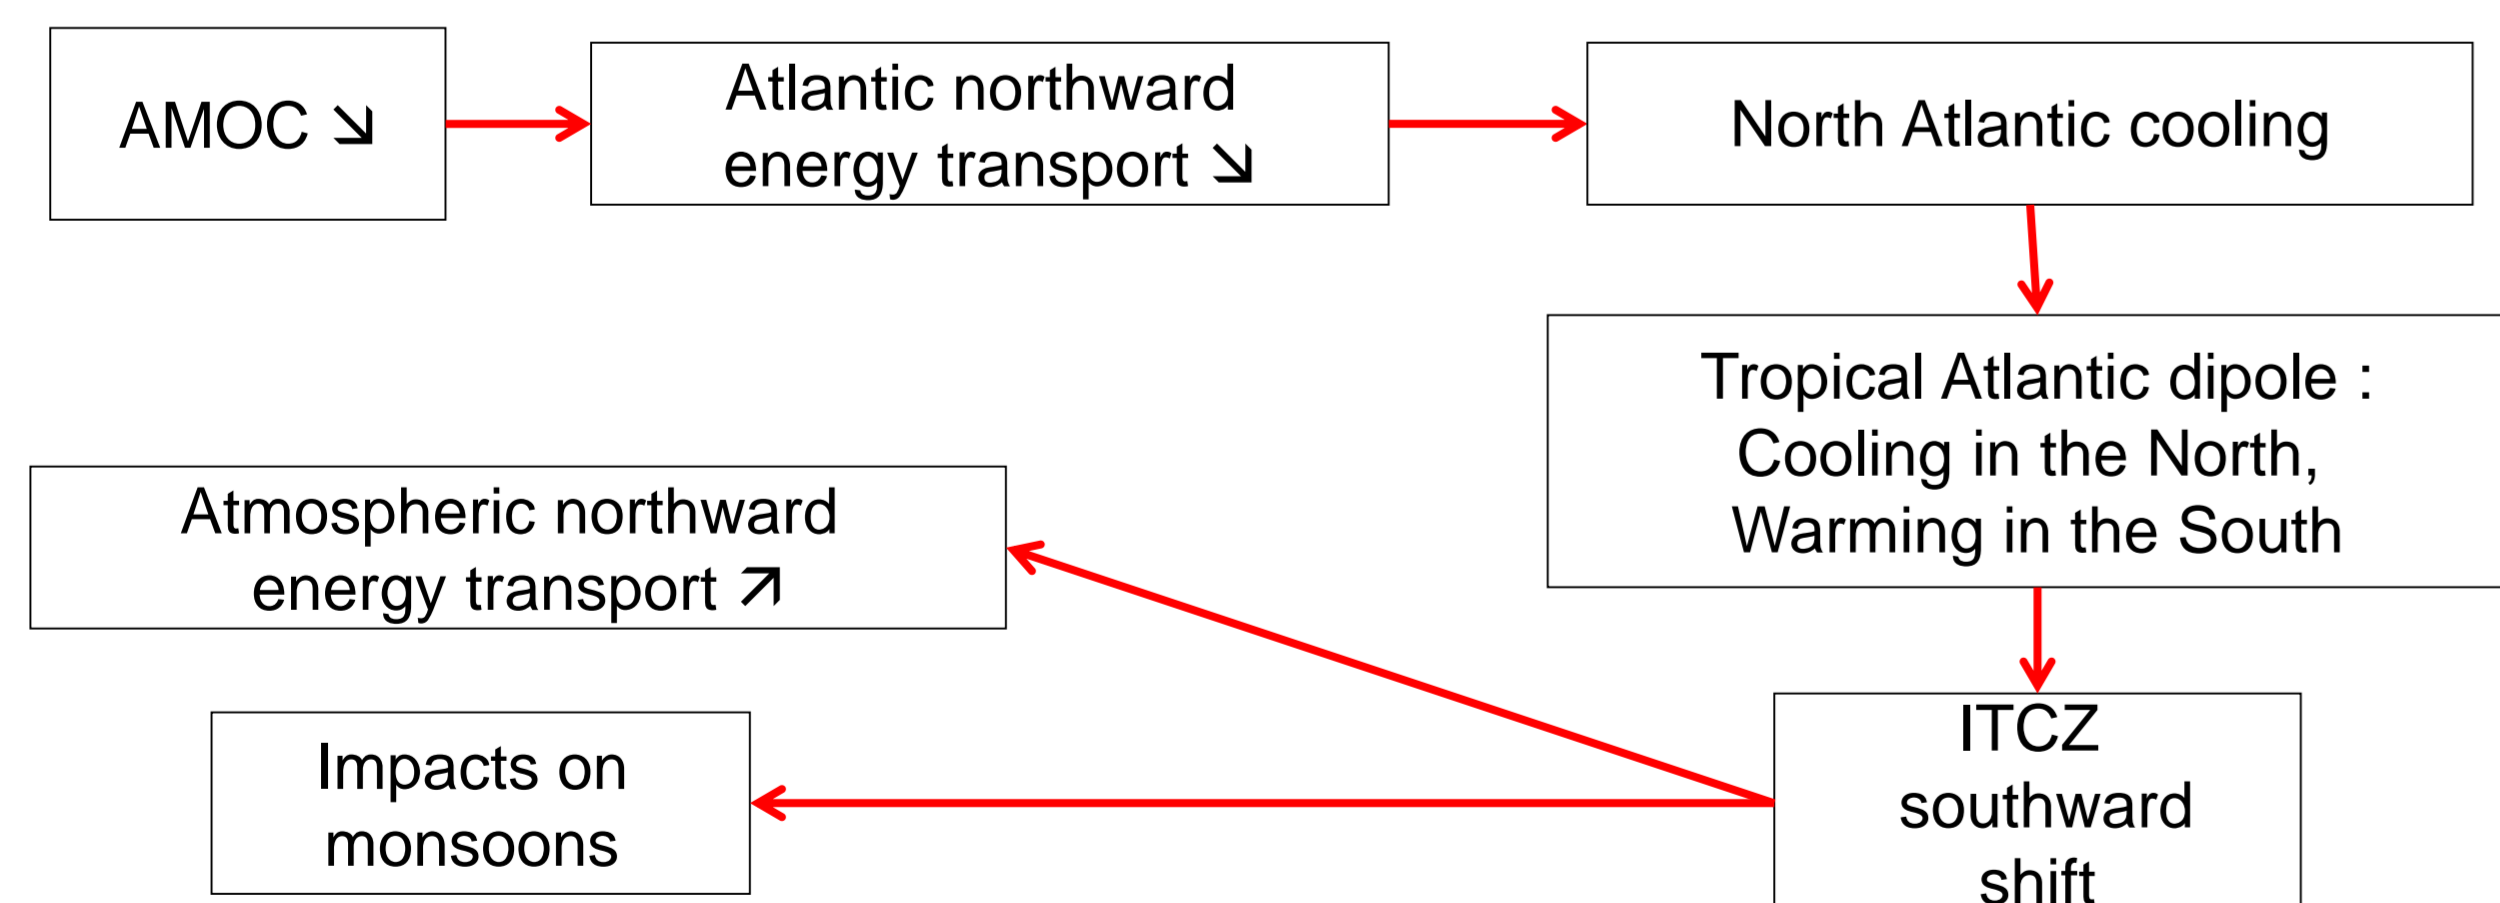 AMOC ↘
Atlantic northward
energy transport ↘
North Atlantic cooling
Tropical Atlantic dipole :
Cooling in the North,
Warming in the South
Atmospheric northward
energy transport ↗
Impacts on
monsoons
ITCZ
southward
shift